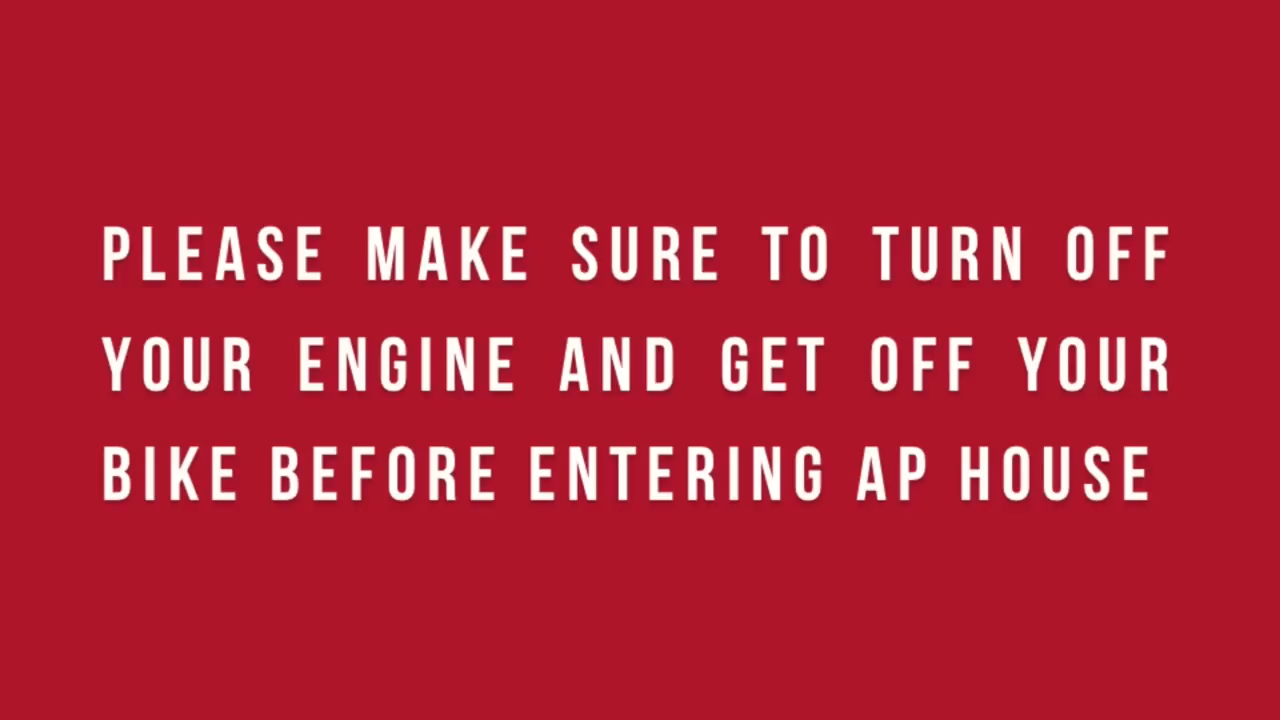 PLEASE MAKE SURE TO TURN OFF
YOUR ENGINE AND GET OFF YOUR
BIKE BEFORE ENTERING AP HOUSE